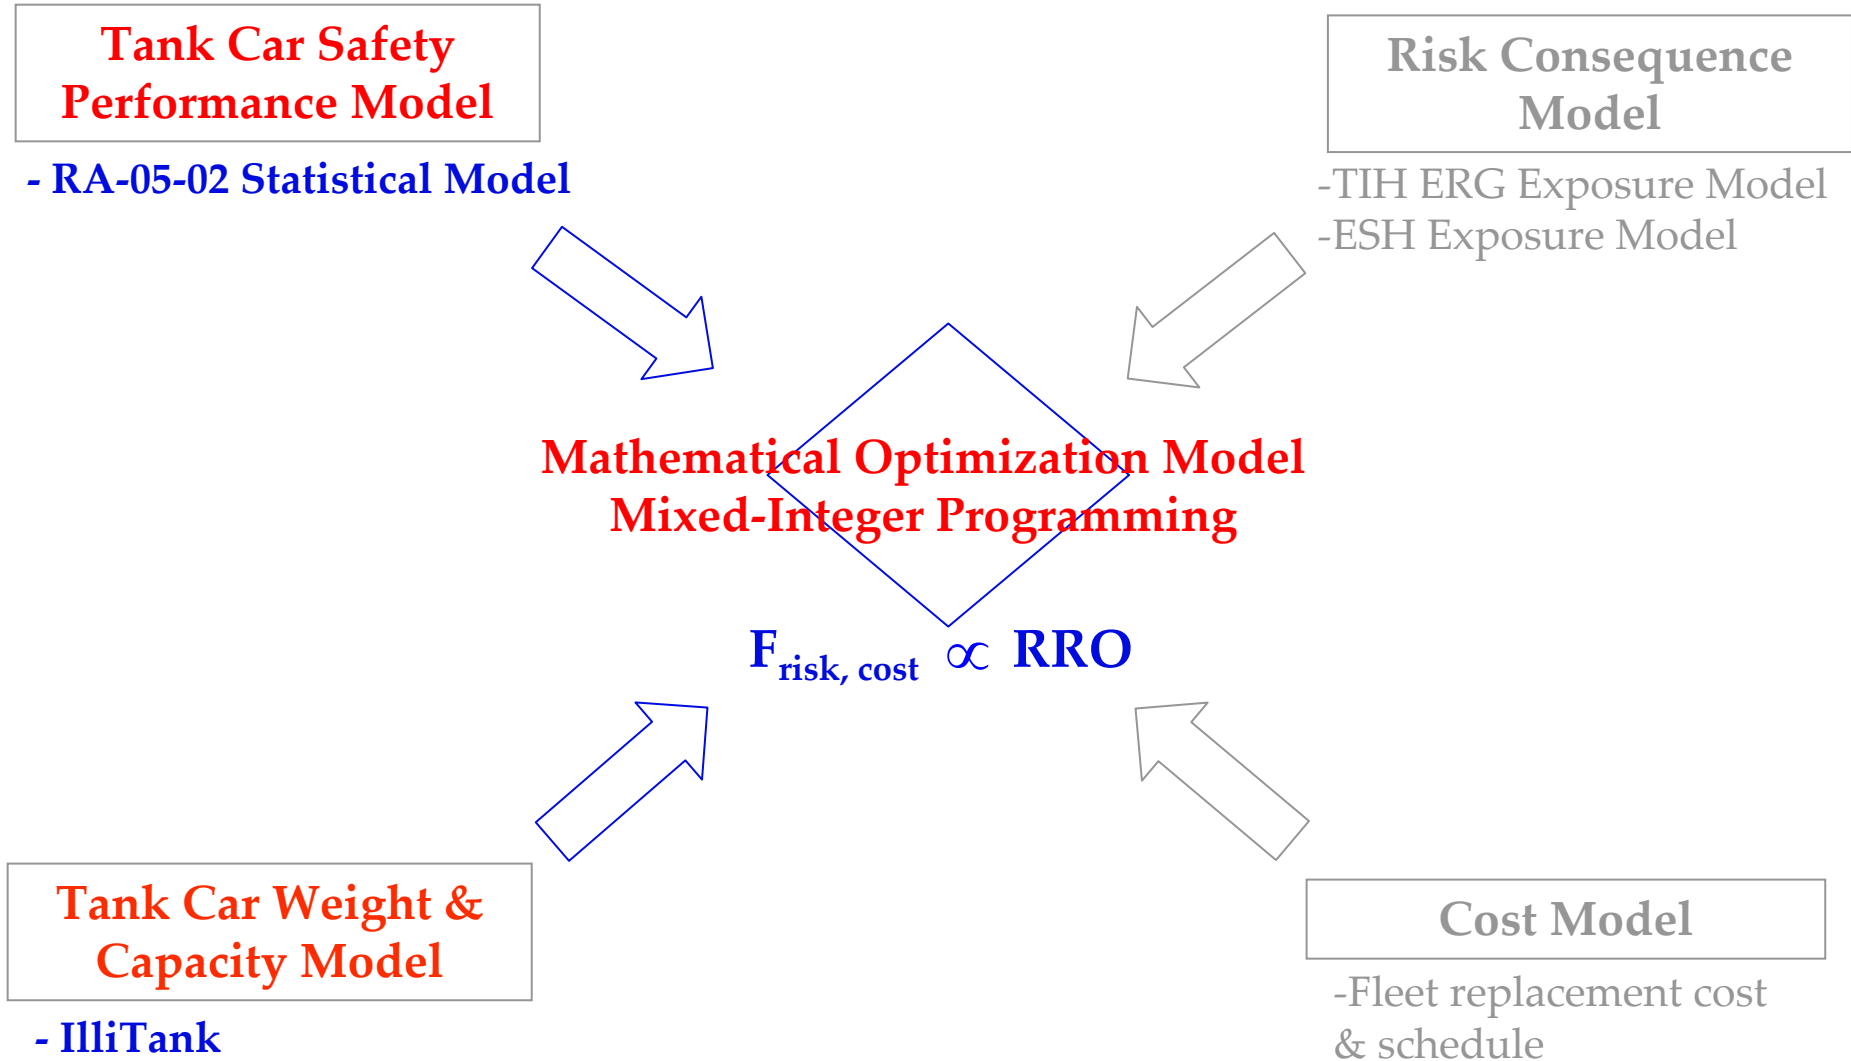 Tank Car Safety
Performance Model
- RA-05-02 Statistical Model
Risk Consequence
Model
-TIH ERG Exposure Model
-ESH Exposure Model
Mathematical Optimization Model
Mixed-Integer Programming
F risk, cost ∝ RRO
Tank Car Weight &
Capacity Model
- IlliTank
Cost Model
-Fleet replacement cost
& schedule